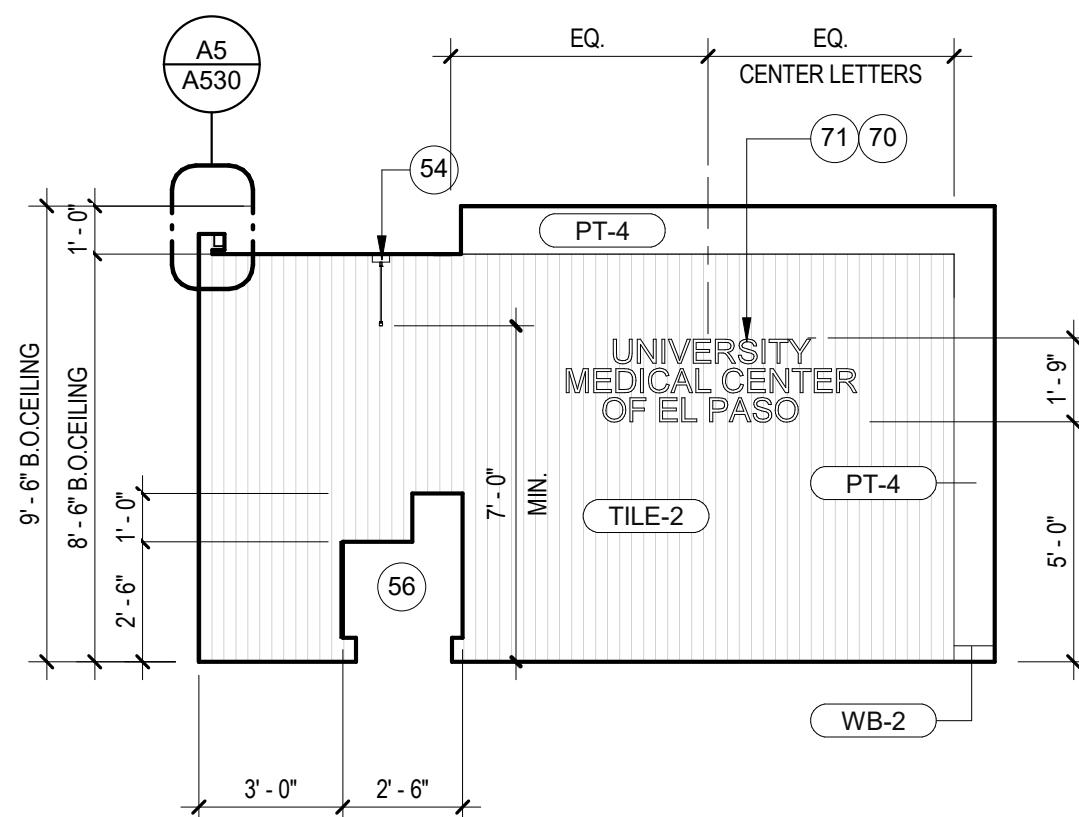 EQ.
EQ.
CENTER LETTERS
A5
A530
71 70
54
PT-4
1' - 0"
9' - 6" B.O.CEILING
8' - 6" B.O.CEILING
UNIVERSITY
MEDICAL CENTER
OF EL PASO
1' - 9"
7' - 0"
MIN.
PT-4
TILE-2
1' - 0"
5' - 0"
56
2' - 6"
WB-2
3' - 0"
2' - 6"